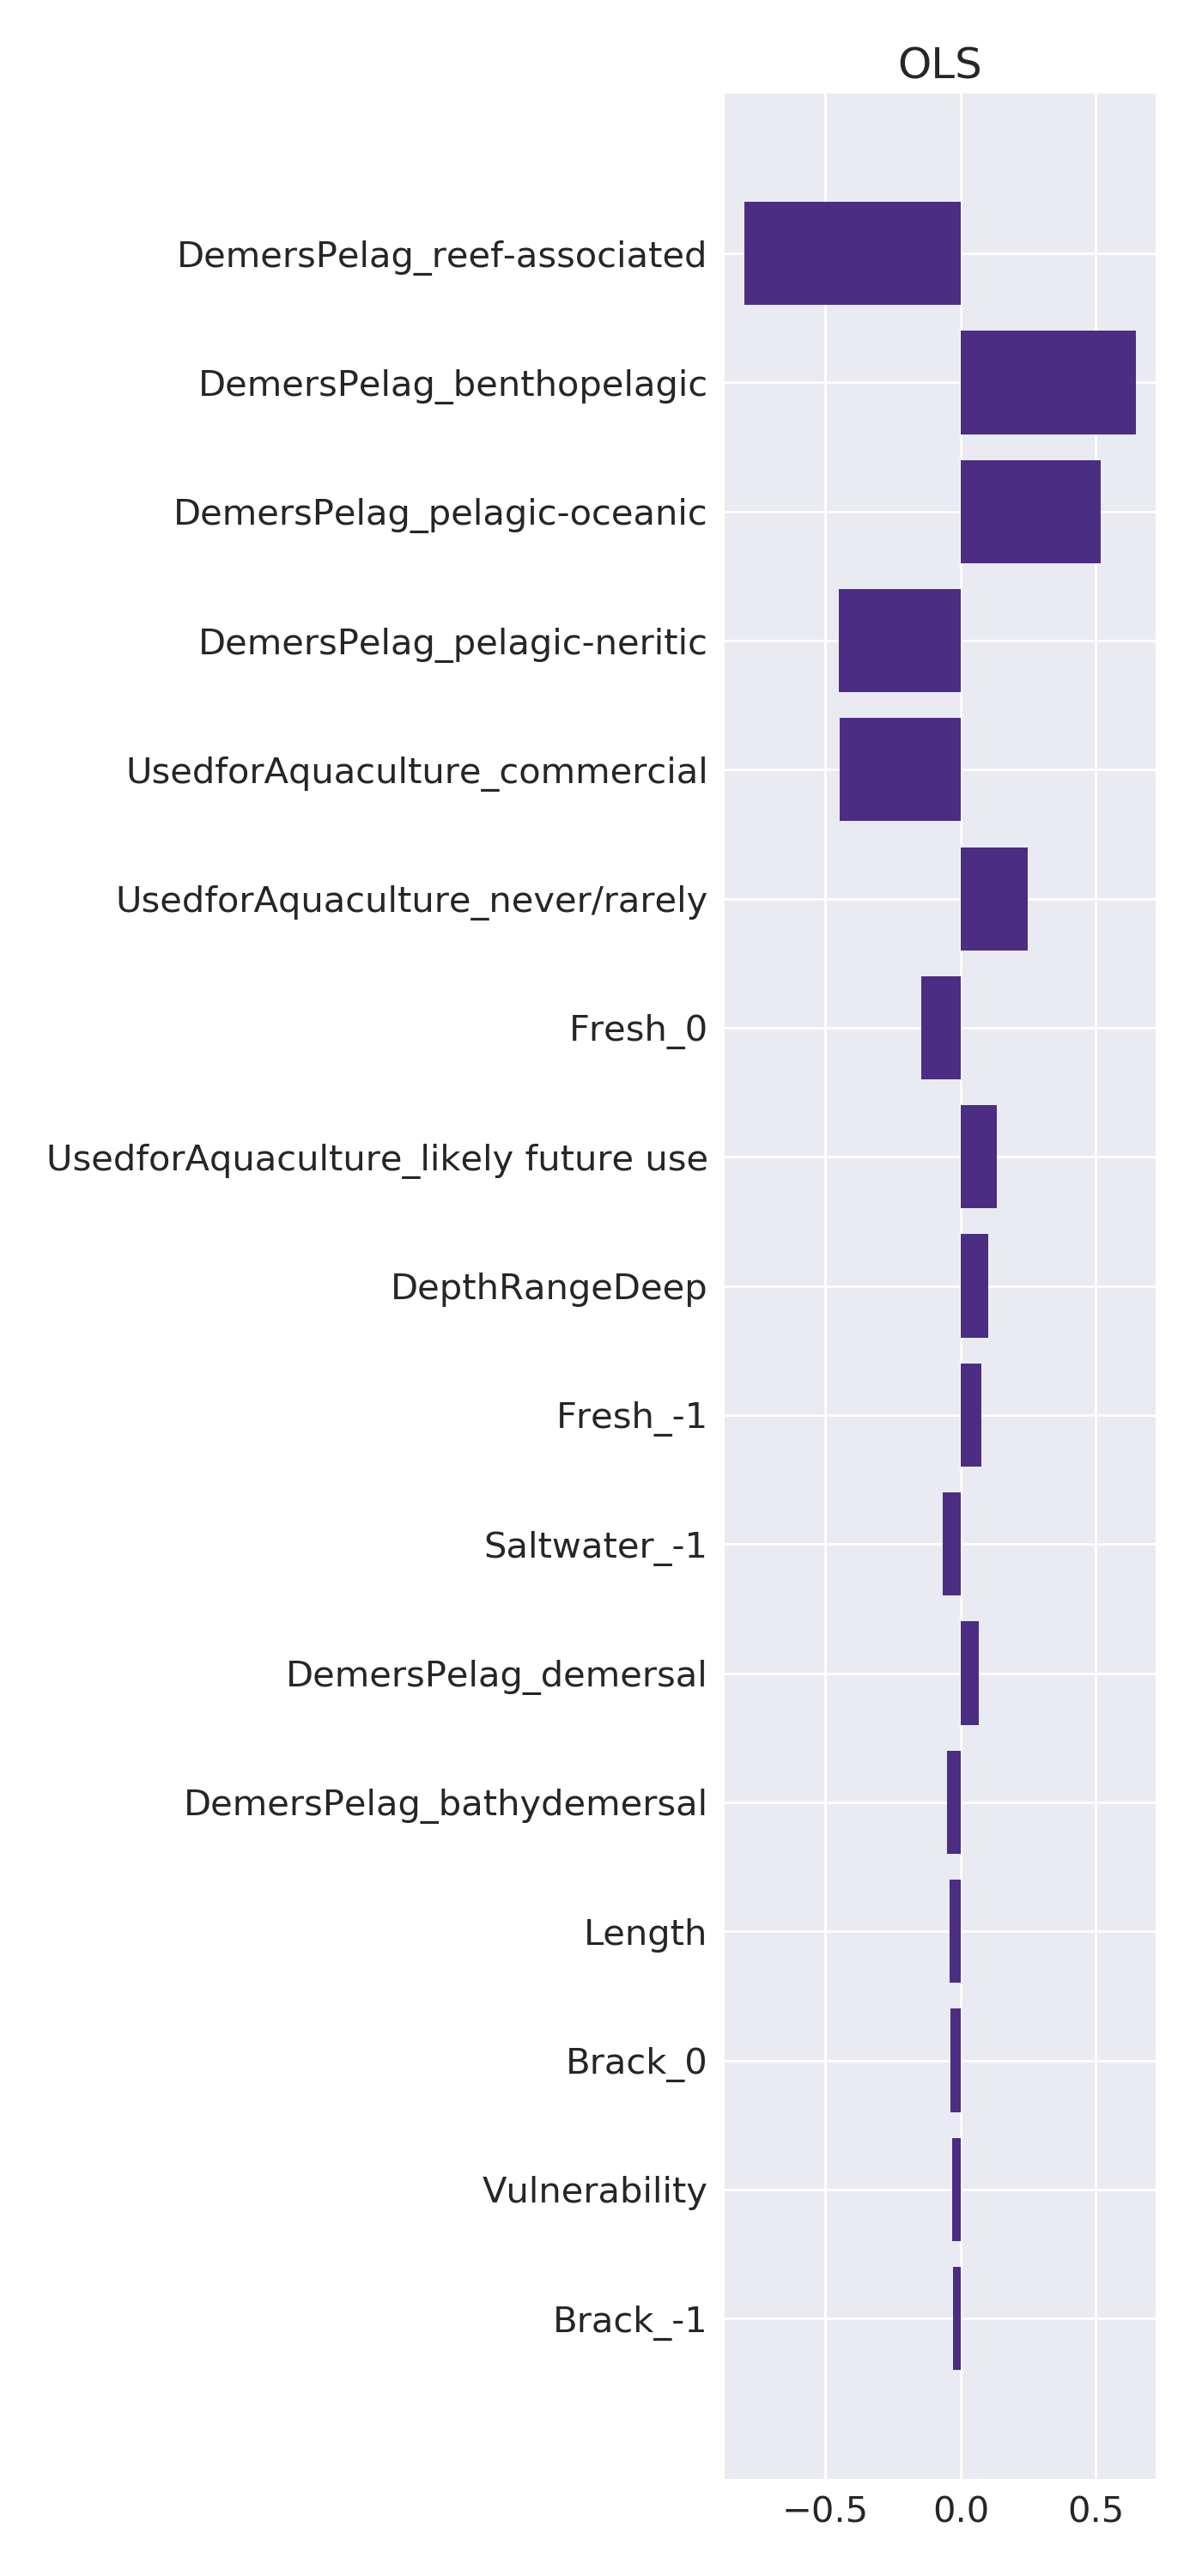 OLS
DemersPelag_reef-associated
DemersPelag_benthopelagic
DemersPelag_pelagic-oceanic
DemersPelag_pelagic-neritic
UsedforAquaculture_commercial
UsedforAquaculture_never/rarely
Fresh_0
UsedforAquaculture_likely future use
DepthRangeDeep
Fresh_-1
Saltwater_-1
DemersPelag_demersal
DemersPelag_bathydemersal
Length
Brack_0
Vulnerability
Brack_-1
−0.5 0.0 0.5